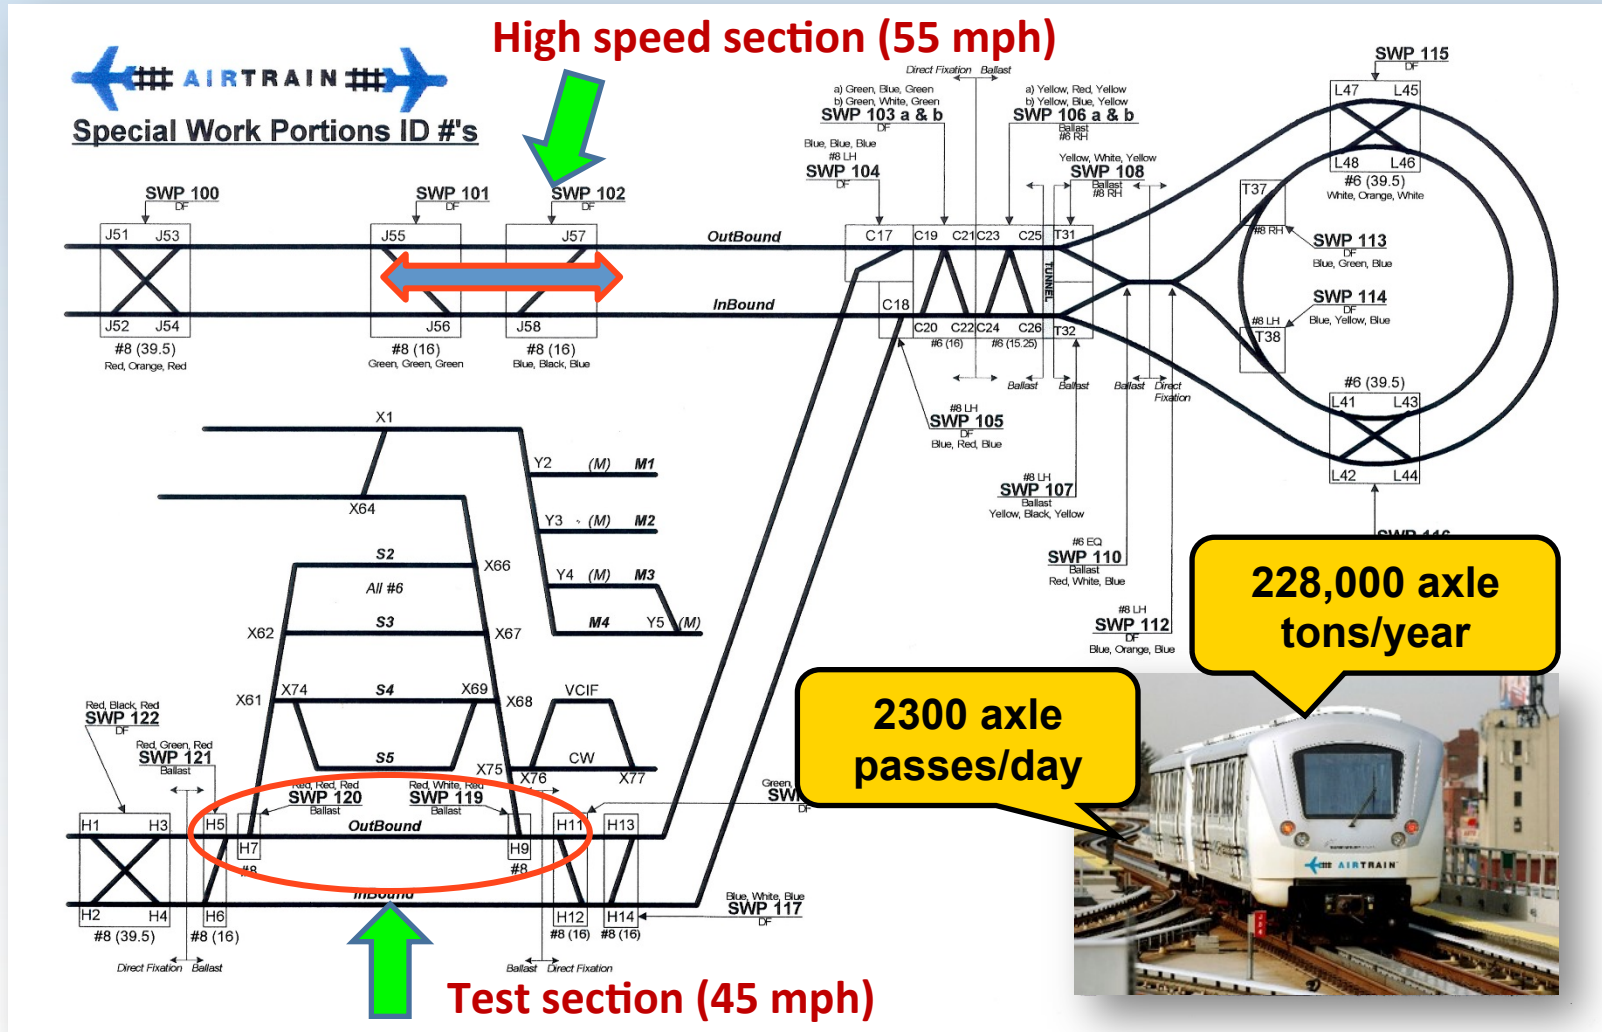 High speed section (55 mph)
AIRTRAIN
Special Work Portions ID #'s
Direct Fixation
Ballast
a) Green, Blue, Green
b) Green, White, Green
SWP 103 a & b
DF
a) Yellow, Red, Yellow
b) Yellow, Blue, Yellow
SWP 106 a & b
Ballast
#6 RH
SWP 115
DF
Blue, Blue, Blue
#8 LH
SWP 104
DF
Yellow, White, Yellow
SWP 108
Ballast
#8 RH
L47
L45
L48
L46
#6 (39.5)
White, Orange, White
SWP 100
DF
SWP 101
DF
SWP 102
DF
T37
#8 RH
SWP 113
DF
Blue, Green, Blue
J51
J53
J55
J57
OutBound
C17
C19
C21
C23
C25
T31
TUNNEL
SWP 114
DF
Blue, Yellow, Blue
#8 LH
T38
InBound
C18
J52
J54
J56
J58
C20
C22
C24
C26
T32
#8 (39.5)
Red, Orange, Red
#8 (16)
Green, Green, Green
#8 (16)
Blue, Black, Blue
#6 (16)
#6 (15.25)
Ballast
Ballast
Ballast
Direct
Fixation
#6 (39.5)
L41
L43
L42
L44
#8 LH
SWP 105
DF
Blue, Red, Blue
X1
Y2
(M)
M1
X64
Y3
(M)
M2
#8 LH
SWP 107
Ballast
Yellow, Black, Yellow
S2
X66
All #6
Y4
(M)
M3
#6 EQ
SWP 110
Ballast
Red, White, Blue
X62
S3
X67
M4
Y5
(M)
#8 LH
SWP 112
DF
Blue, Orange, Blue
228,000 axle
tons/year
X61
X74
S4
X69
X68
VCIF
2300 axle
passes/day
Red, Black, Red
SWP 122
DF
Red, Green, Red
SWP 121
Ballast
S5
X75
X76
CW
X77
Red, Red, Red
SWP 120
Ballast
Red, White, Red
SWP 119
Ballast
Green,
DF
H1
H3
H5
H7
OutBound
H9
H11
H13
#8
#8
InBound
H2
H4
H6
H12
H14
#8 (39.5)
#8 (16)
#8 (16)
#8 (16)
Blue, White, Blue
SWP 117
DF
Direct Fixation
Ballast
Ballast
Direct Fixation
AIRTRAIN
Test section (45 mph)